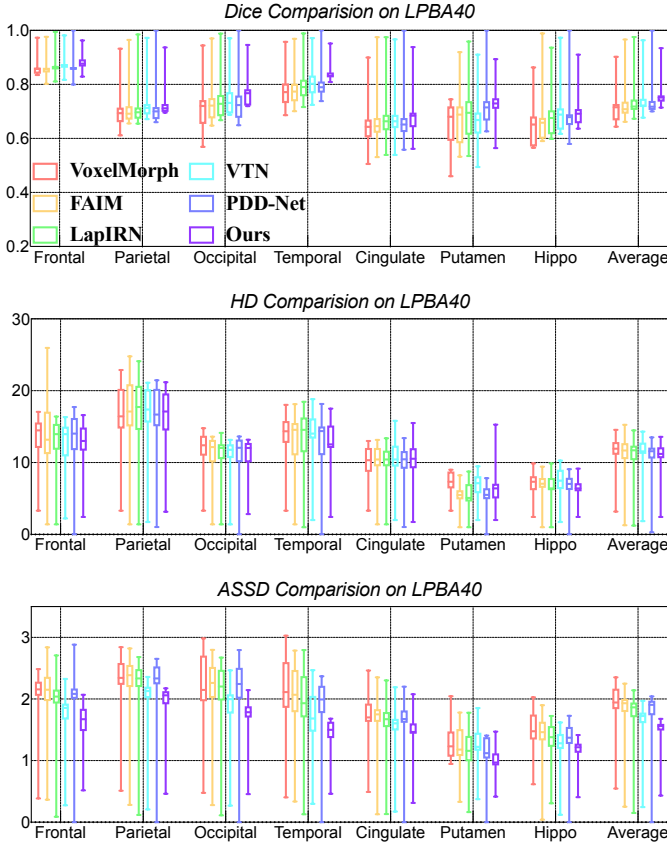 Dice Comparision on LPBA40
1.0
0.8
0.6
0.4
0.2
VoxelMorph
VTN
FAIM
PDD-Net
LapIRN
Ours
Frontal Parietal Occipital Temporal Cingulate Putamen Hippo Average
HD Comparision on LPBA40
30
20
10
0
Frontal Parietal Occipital Temporal Cingulate Putamen Hippo Average
ASSD Comparision on LPBA40
3
2
1
0
Frontal Parietal Occipital Temporal Cingulate Putamen Hippo Average